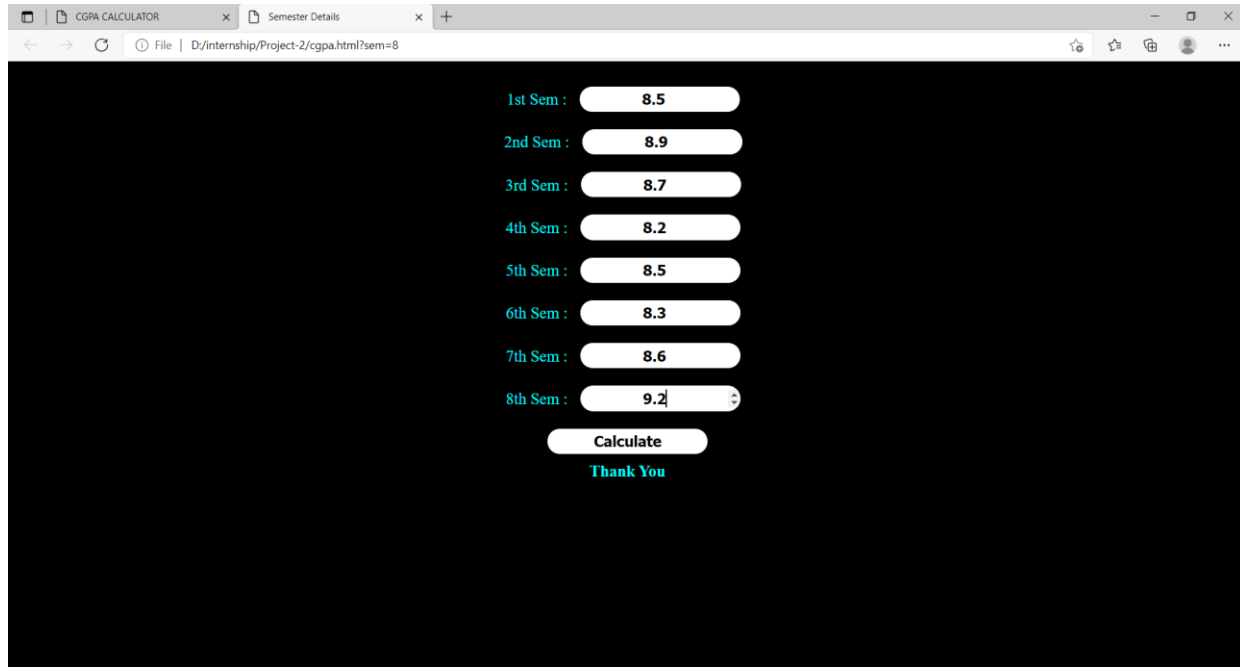 CGPA CALCULATOR Semester Details
File D:/internship/Project-2/cgpa.html?sem=8
1st Sem : 8.5
2nd Sem : 8.9
3rd Sem : 8.7
4th Sem : 8.2
5th Sem : 8.5
6th Sem : 8.3
7th Sem : 8.6
8th Sem : 9.2
Calculate
Thank You